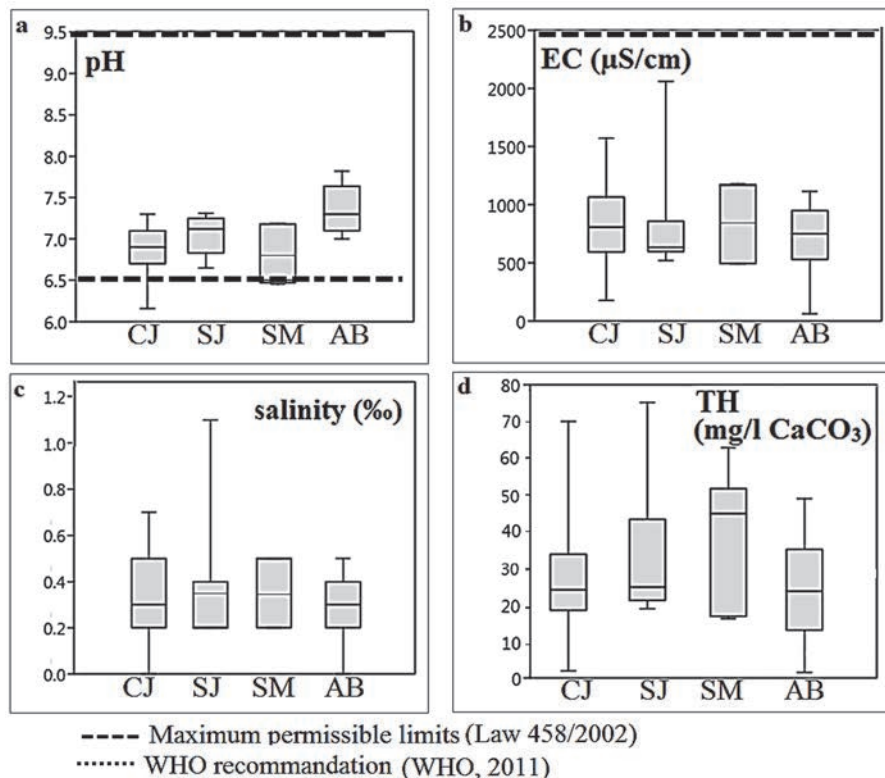 a
pH
9.5
9.0
8.5
8.0
7.5
7.0
6.5
6.0
CJ SJ SM AB
b
EC (µS/cm)
2500
2000
1500
1000
500
0
CJ SJ SM AB
c
salinity (‰)
1.2
1.0
0.8
0.6
0.4
0.2
0.0
CJ SJ SM AB
d
TH
(mg/l CaCO₃)
80
70
60
50
40
30
20
10
0
CJ SJ SM AB
Maximum permissible limits (Law 458/2002)
WHO recommandation (WHO, 2011)